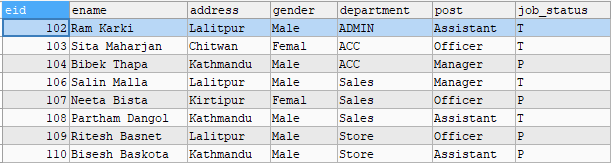 eid ename address gender department post job_status
102 Ram Karki Lalitpur Male ADMIN Assistant T
103 Sita Maharjan Chitwan Femal ACC Officer T
104 Bibek Thapa Kathmandu Male ACC Manager P
106 Salin Malla Lalitpur Male Sales Manager T
107 Neeta Bista Kirtipur Femal Sales Officer P
108 Partham Dangol Kathmandu Male Sales Assistant T
109 Ritesh Basnet Lalitpur Male Store Officer P
110 Bisesh Baskota Kathmandu Male Store Assistant P